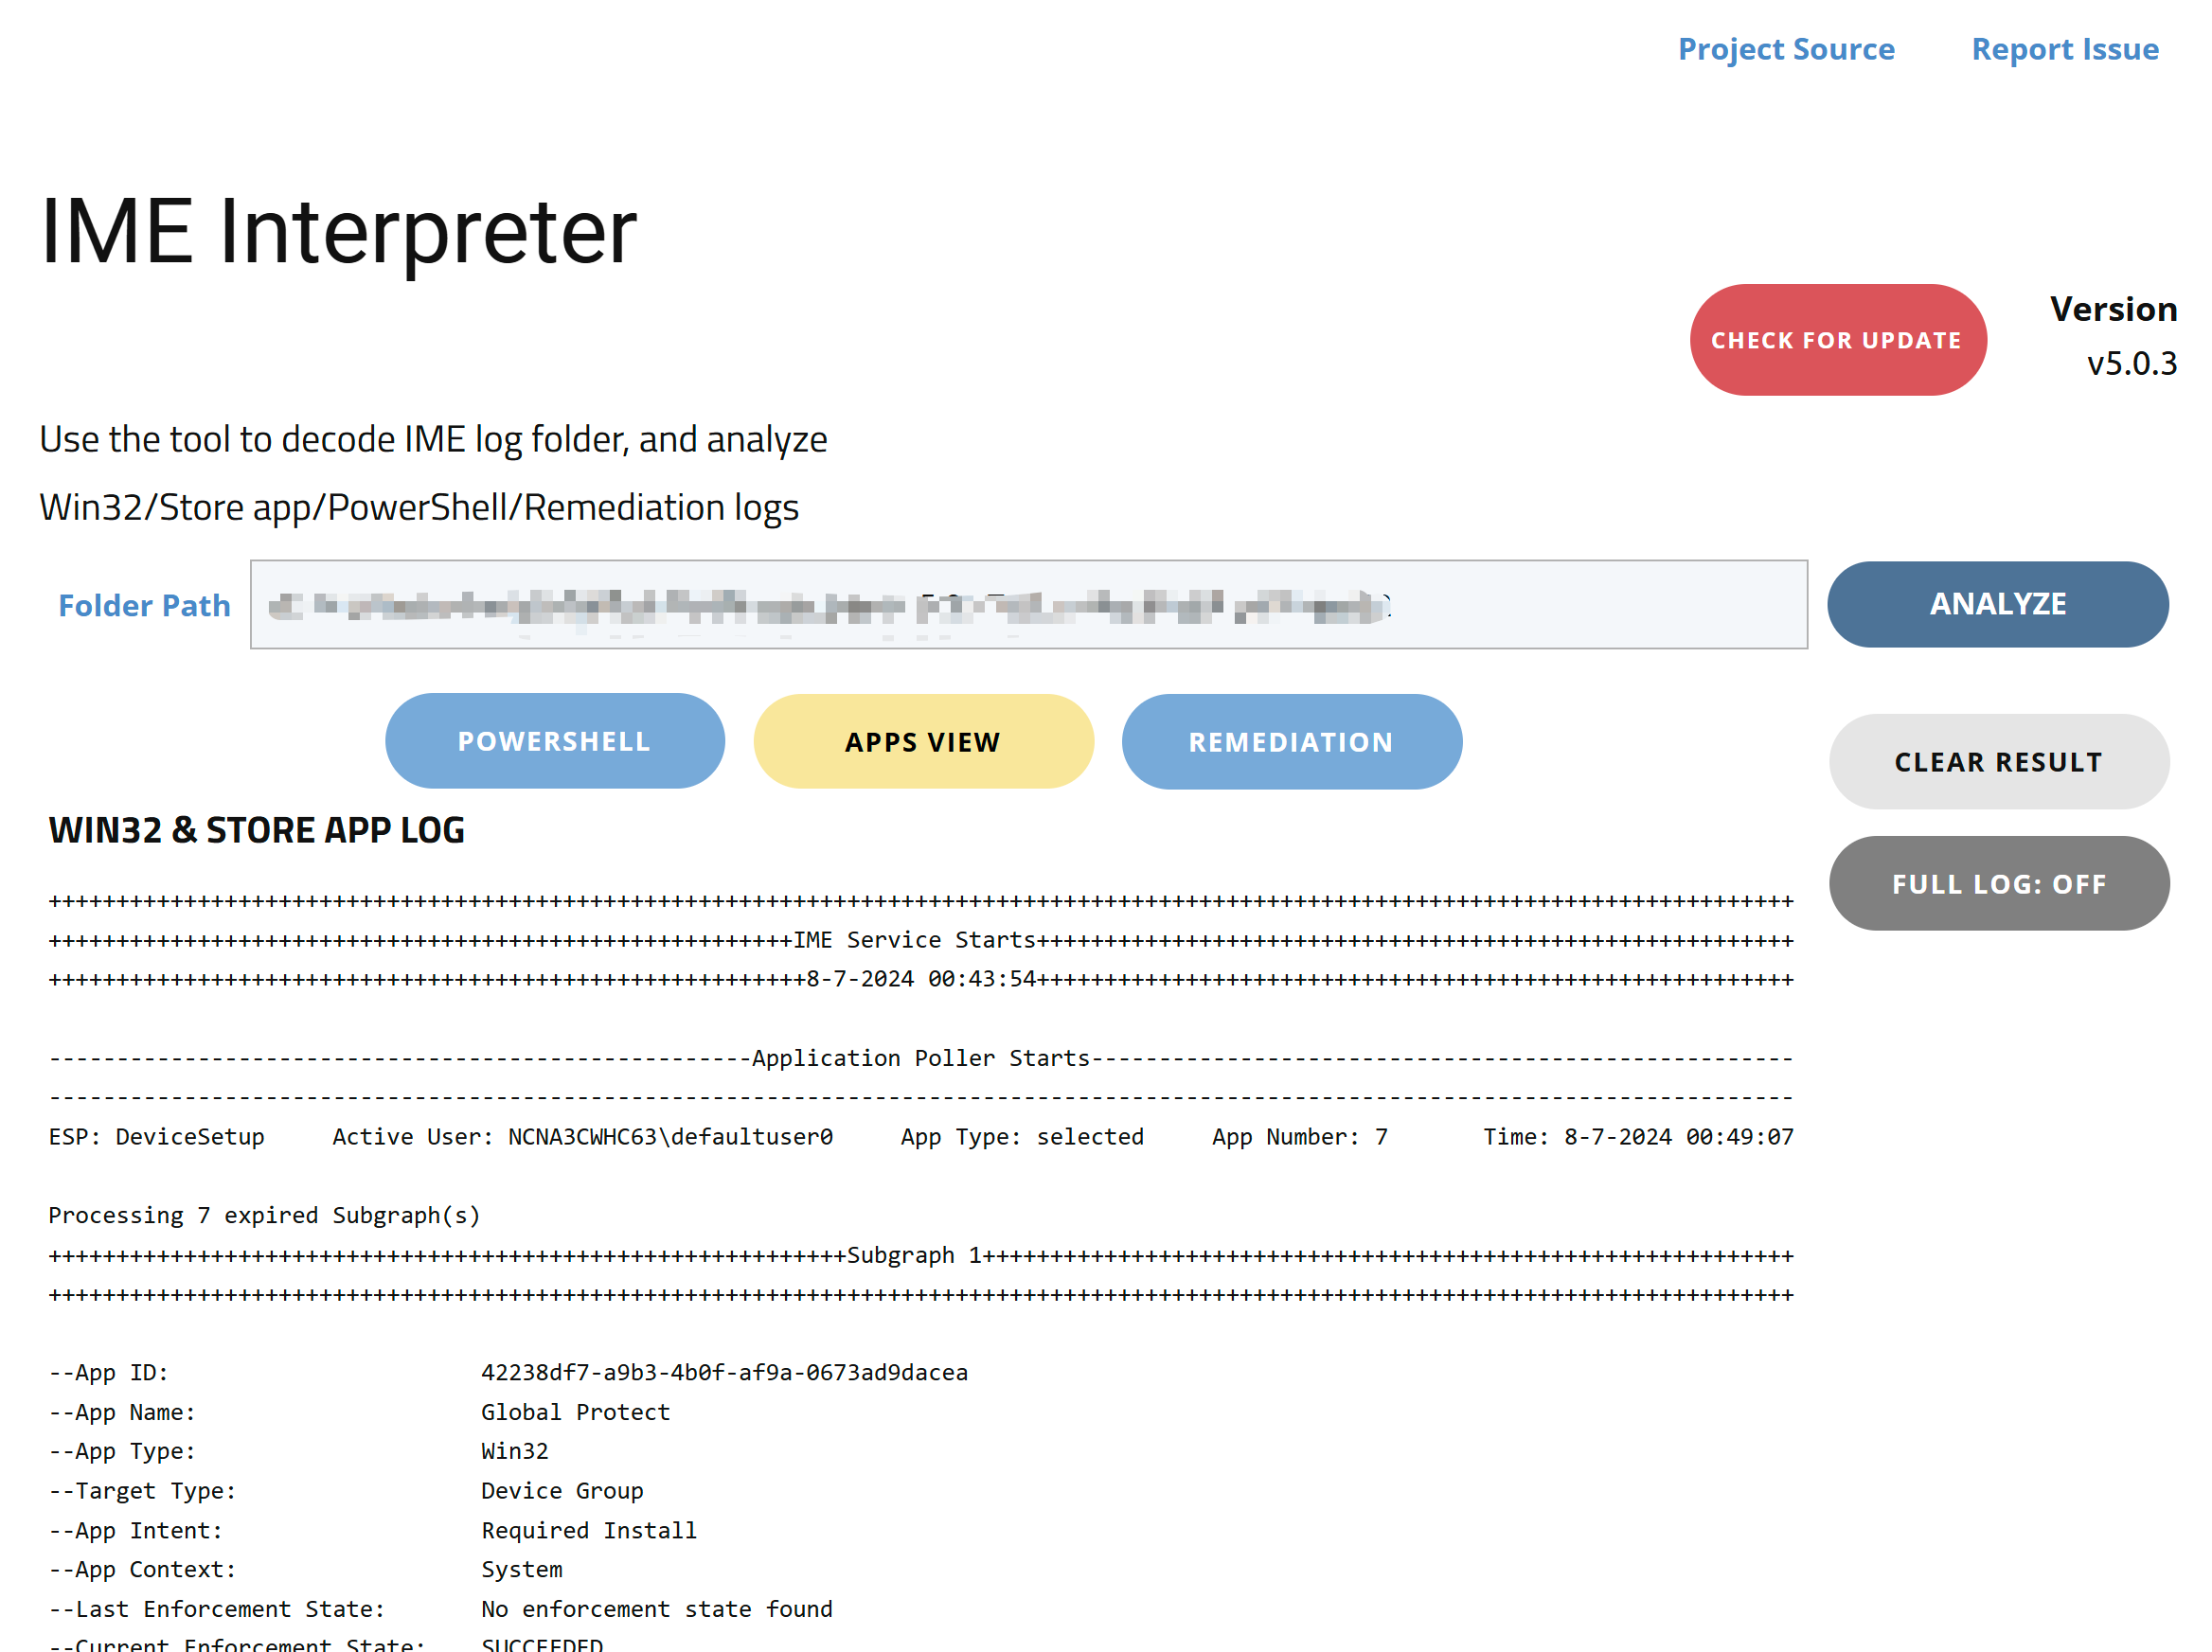 Project Source Report Issue
IME Interpreter
CHECK FOR UPDATE
Version
v5.0.3
Use the tool to decode IME log folder, and analyze
Win32/Store app/PowerShell/Remediation logs
Folder Path
ANALYZE
POWERSHELL APPS VIEW REMEDIATION
CLEAR RESULT
WIN32 & STORE APP LOG
FULL LOG: OFF
+++++++++++++++++++++++++++++++++++++++++++++++++++++++++++++++++++++++++++++++++++++++++++++++++++++++++++++++++++++++++++++++++
+++++++++++++++++++++++++++++++++++++++++++++++++++++++IME Service Starts++++++++++++++++++++++++++++++++++++++++++++++++++++++++
++++++++++++++++++++++++++++++++++++++++++++++++++++++++8-7-2024 00:43:54++++++++++++++++++++++++++++++++++++++++++++++++++++++++
----------------------------------------------------Application Poller Starts----------------------------------------------------
---------------------------------------------------------------------------------------------------------------------------------
ESP: DeviceSetup     Active User: NCNA3CWHC63\defaultuser0     App Type: selected     App Number: 7       Time: 8-7-2024 00:49:07
Processing 7 expired Subgraph(s)
+++++++++++++++++++++++++++++++++++++++++++++++++++++++++++Subgraph 1++++++++++++++++++++++++++++++++++++++++++++++++++++++++++++
+++++++++++++++++++++++++++++++++++++++++++++++++++++++++++++++++++++++++++++++++++++++++++++++++++++++++++++++++++++++++++++++++
--App ID:                       42238df7-a9b3-4b0f-af9a-0673ad9dacea
--App Name:                     Global Protect
--App Type:                     Win32
--Target Type:                  Device Group
--App Intent:                   Required Install
--App Context:                  System
--Last Enforcement State:       No enforcement state found
--Current Enforcement State:    SUCCEEDED